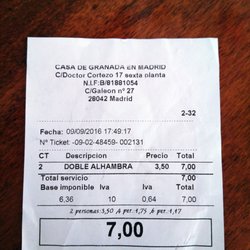 CASA DE GRANADA EN MADRID
C/Doctor Cortezo 17 sexta planta
N.I.F:B/81881054
C/Galeon nº 27
28042 Madrid
2-32
Fecha: 09/09/2016 17:49:17
Nº Ticket: -09-02-48459- 002131
CT Descripcion Precio Total
2 DOBLE ALHAMBRA 3,50 7,00
Total servicio 7,00
Base imponible Iva Iva Total
6,36 10 0,64 7,00
2 personas:3,50 ,3 per.:1,75 ,
7,00